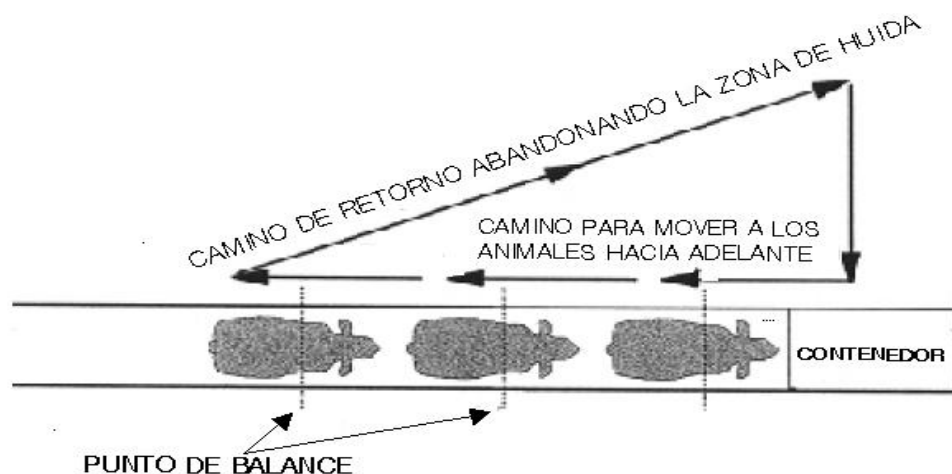 CAMINO DE RETORNO ABANDONANDO LA ZONA DE HUIDA
CAMINO PARA MOVER A LOS
ANIMALES HACIA ADELANTE
CONTENEDOR
PUNTO DE BALANCE